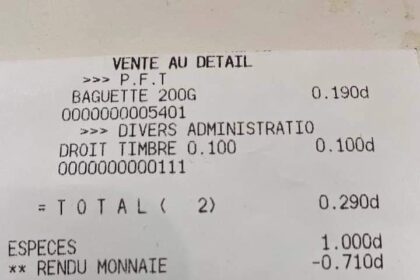 VENTE AU DETAIL
>>> P.F.T
BAGUETTE 200G 0.190d
0000000005401
>>> DIVERS ADMINISTRATIO
DROIT TIMBRE 0.100 0.100d
0000000000111
= T O T A L ( 2) 0.290d
ESPECES 1.000d
** RENDU MONNAIE -0.710d